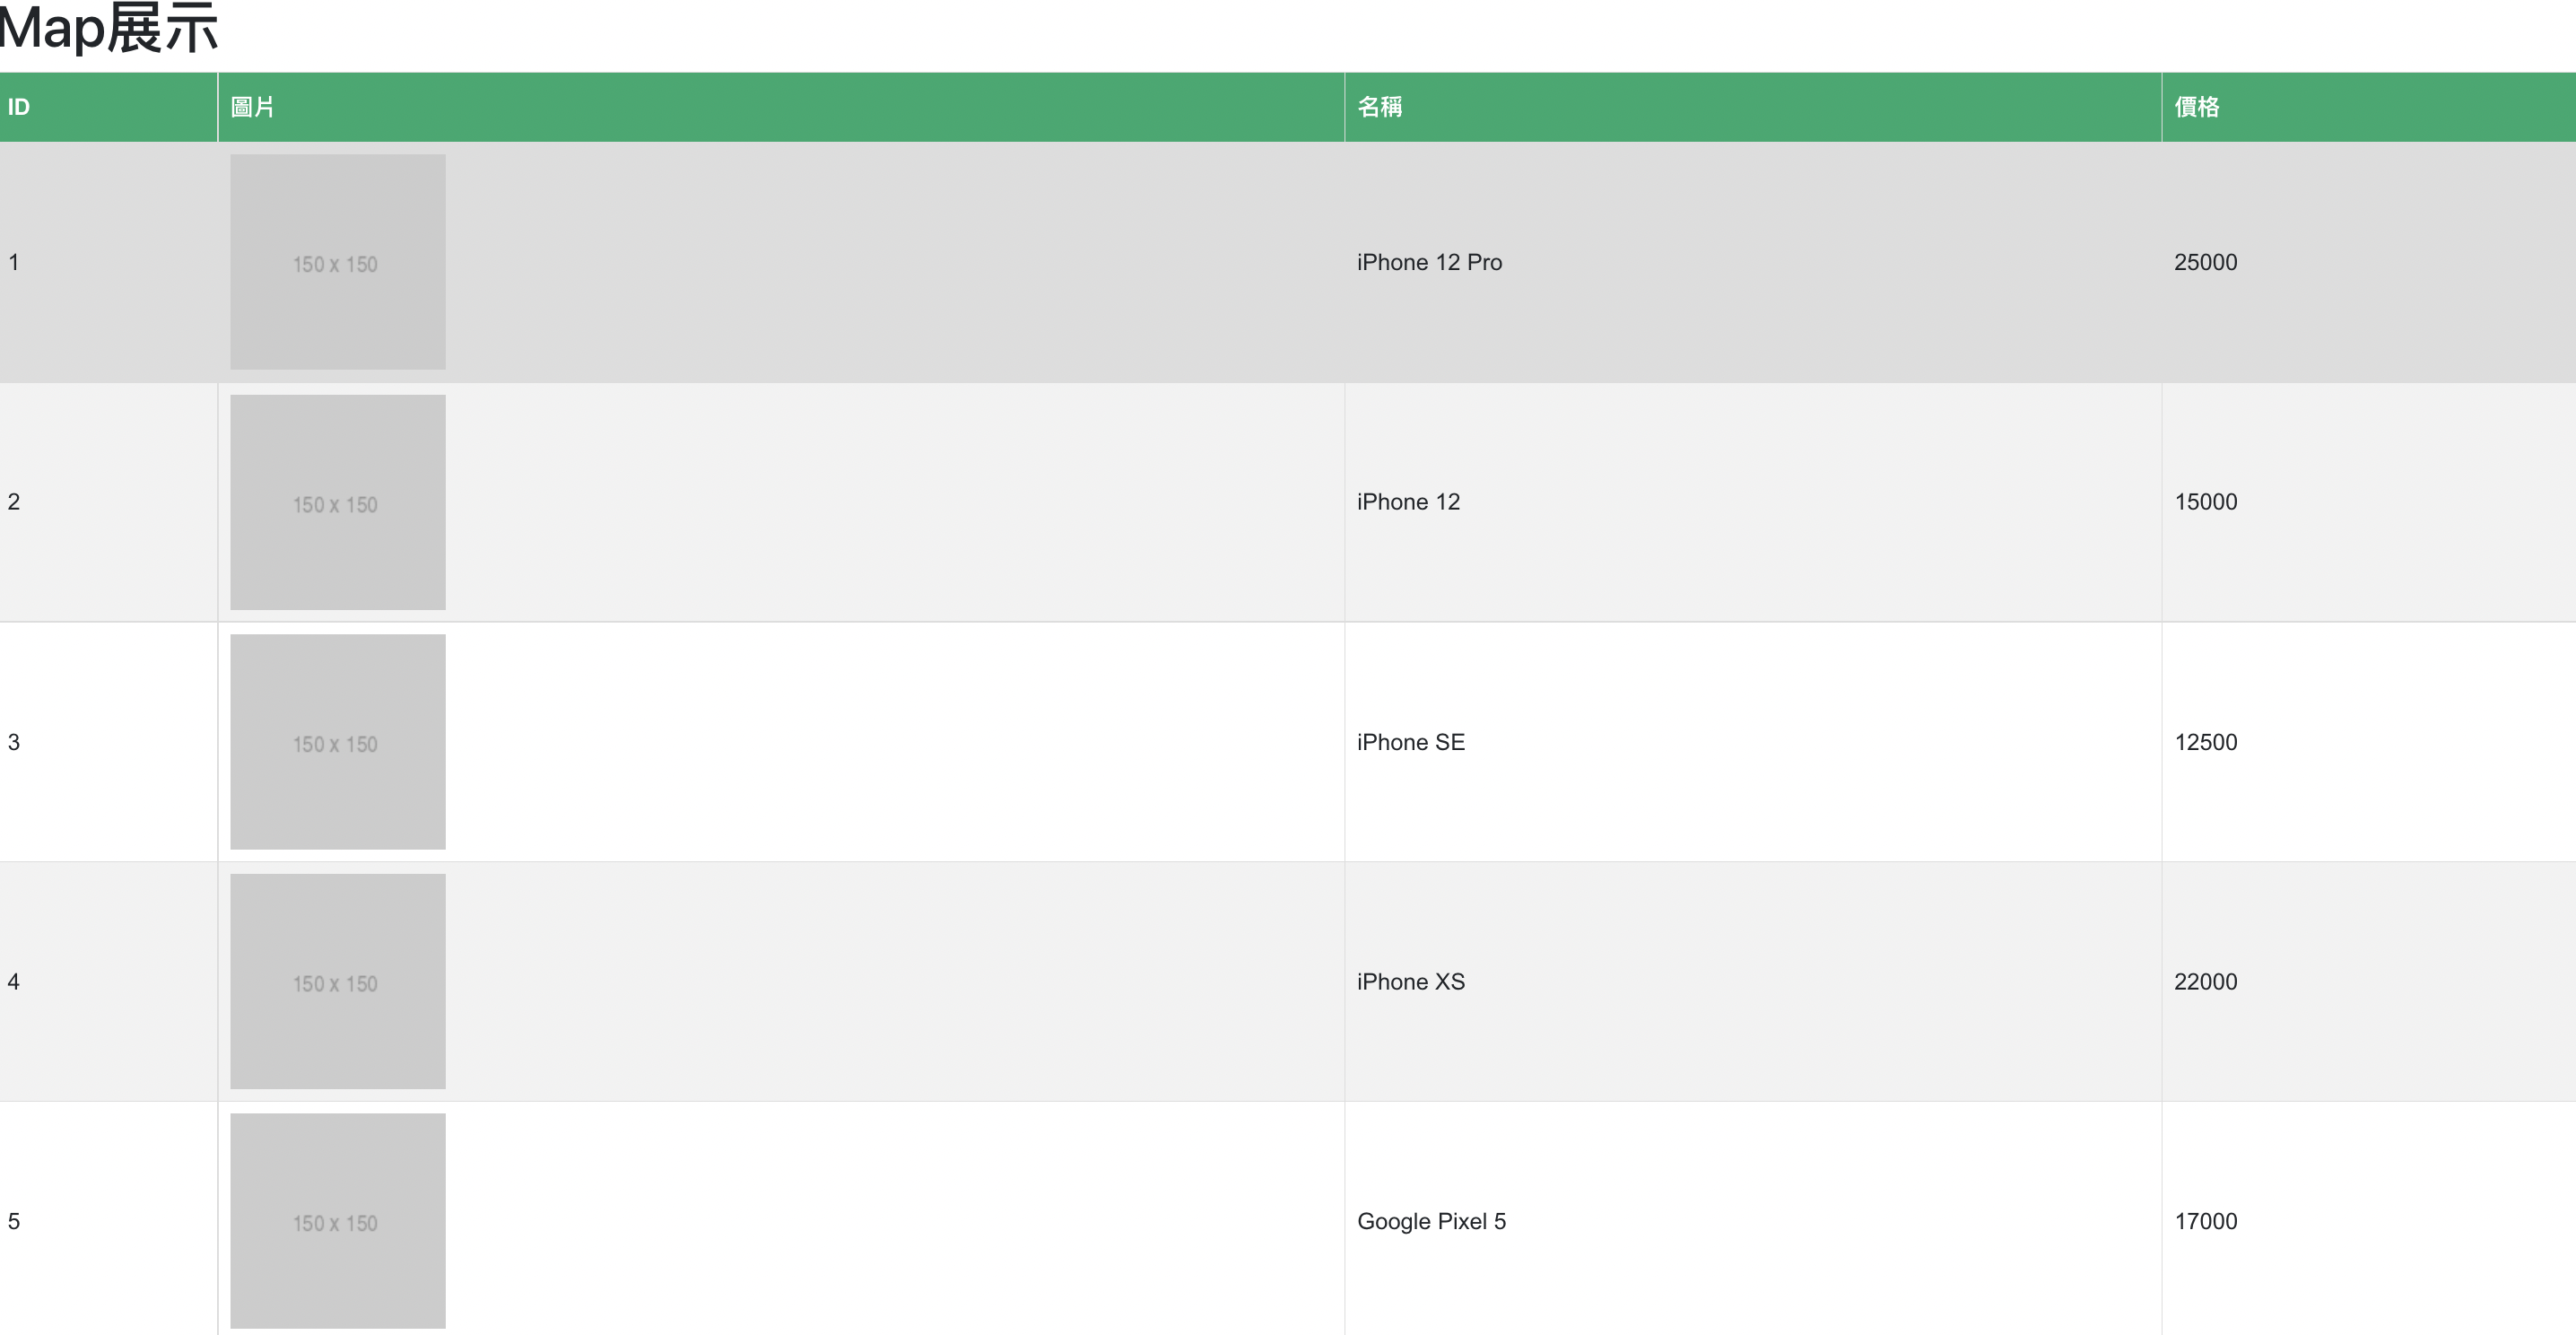 Map展示
ID 圖片 名稱 價格
1 150 x 150 iPhone 12 Pro 25000
2 150 x 150 iPhone 12 15000
3 150 x 150 iPhone SE 12500
4 150 x 150 iPhone XS 22000
5 150 x 150 Google Pixel 5 17000